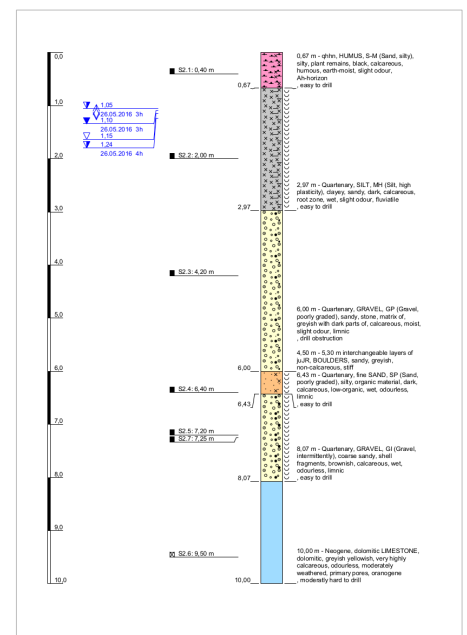 0,0
0,67 m - qhhn, HUMUS, S-M (Sand, silty),
silty, plant remains, black, calcareous,
humous, earth-moist, slight odour,
Ah-horizon
, easy to drill
S2.1: 0,40 m
0,67
1,0
1,05
26.05.2016 3h
1,10
26.05.2016 3h
1,15
1,24
26.05.2016 4h
2,0
S2.2: 2,00 m
2,97 m - Quartenary, SILT, MH (Silt, high
plasticity), clayey, sandy, dark, calcareous,
root zone, wet, slight odour, fluviatile
, easy to drill
2,97
3,0
4,0
S2.3: 4,20 m
5,0
6,00 m - Quartenary, GRAVEL, GP (Gravel,
poorly graded), sandy, stone, matrix of,
greyish with dark parts of, calcareous, moist,
slight odour, limnic
, drill obstruction
4,50 m - 5,30 m interchangeable layers of
juJR, BOULDERS, sandy, greyish,
non-calcareous, stiff
6,00
6,0
6,43 m - Quartenary, fine SAND, SP (Sand,
poorly graded), silty, organic material, dark,
calcareous, low-organic, wet, odourless,
limnic
, easy to drill
S2.4: 6,40 m
6,43
7,0
S2.5: 7,20 m
S2.7: 7,25 m
8,07 m - Quartenary, GRAVEL, GI (Gravel,
intermittently), coarse sandy, shell
fragments, brownish, calcareous, wet,
odourless, limnic
, easy to drill
8,0
8,07
9,0
S2.6: 9,50 m
10,00 m - Neogene, dolomitic LIMESTONE,
dolomitic, greyish yellowish, very highly
calcareous, odourless, moderately
weathered, primary pores, oranogene
, moderatly hard to drill
10,0
10,00